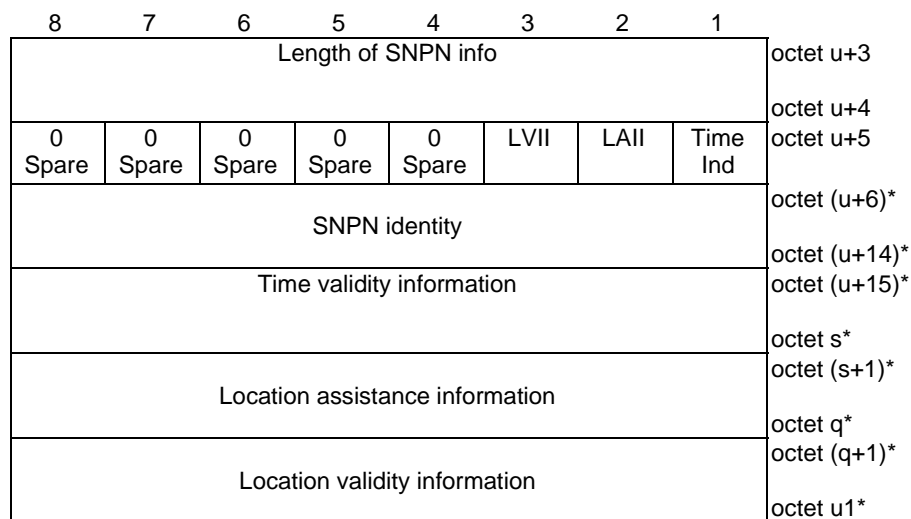 8 7 6 5 4 3 2 1
Length of SNPN info octet u+3
octet u+4
0 0 0 0 0 LVII LAII Time octet u+5
Spare Spare Spare Spare Spare Ind
octet (u+6)*
SNPN identity
octet (u+14)*
Time validity information octet (u+15)*
octet s*
octet (s+1)*
Location assistance information
octet q*
octet (q+1)*
Location validity information
octet u1*